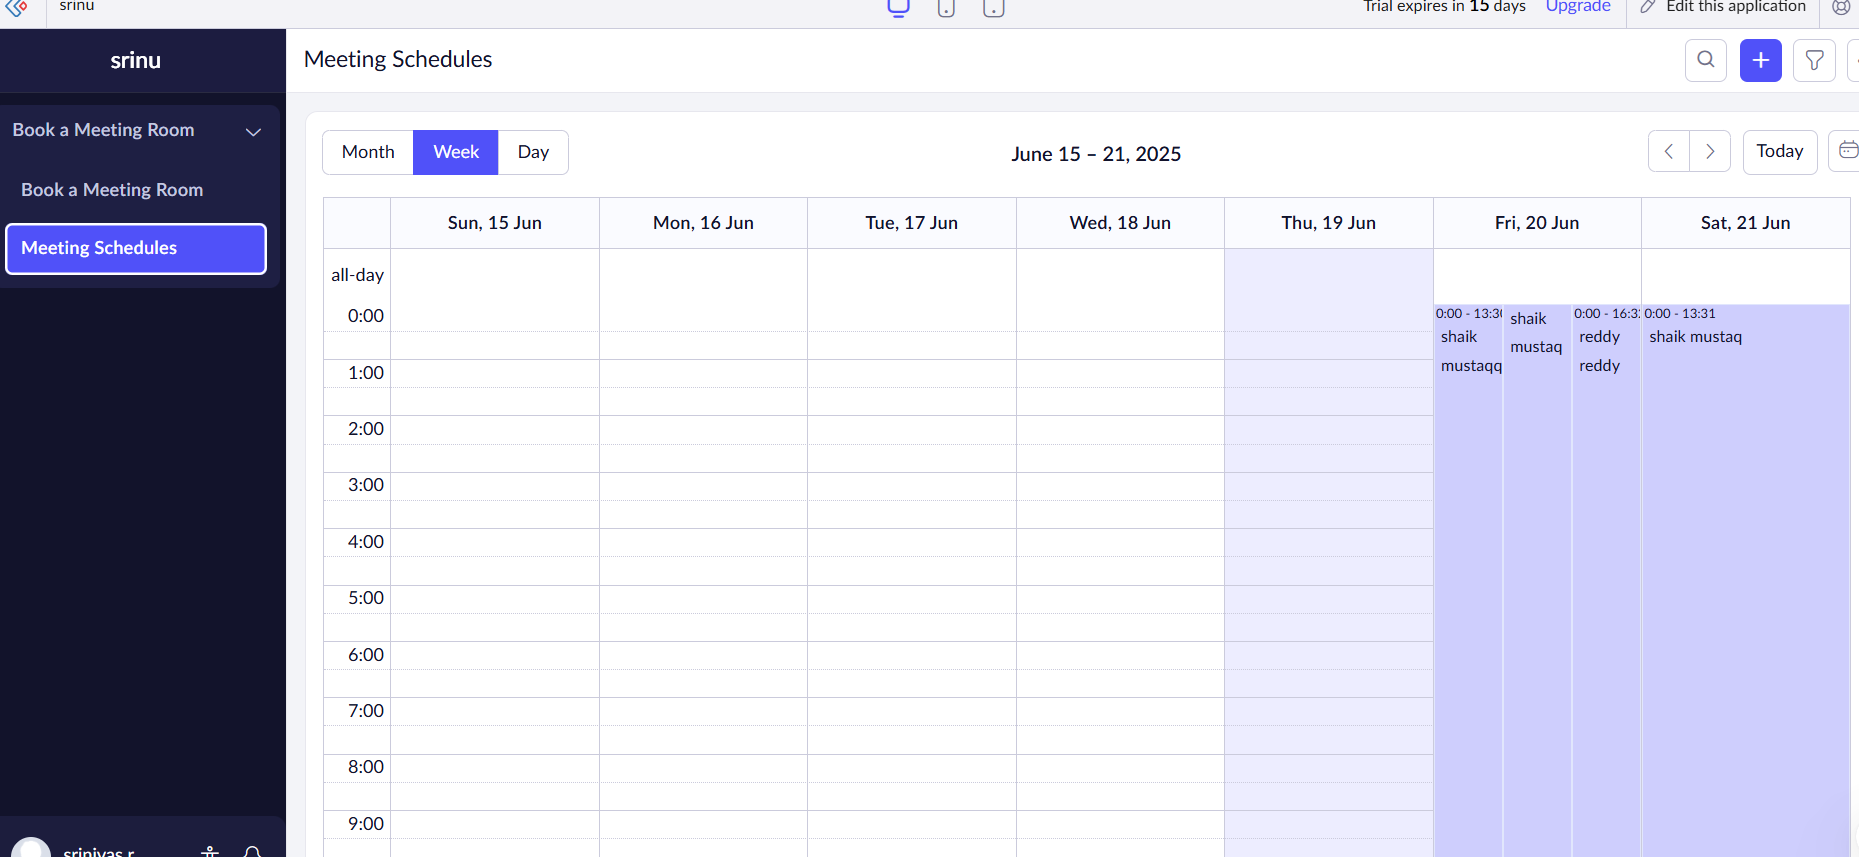 srinu
Trial expires in 15 days Upgrade Edit this application
srinu
Meeting Schedules
Book a Meeting Room
Book a Meeting Room
Meeting Schedules
Month Week Day
June 15 – 21, 2025
Today
Sun, 15 Jun Mon, 16 Jun Tue, 17 Jun Wed, 18 Jun Thu, 19 Jun Fri, 20 Jun Sat, 21 Jun
all-day
0:00
1:00
2:00
3:00
4:00
5:00
6:00
7:00
8:00
9:00
0:00 - 13:30
shaik
mustaqq
shaik
mustaq
0:00 - 16:3
reddy
reddy
0:00 - 13:31
shaik mustaq
srinivas r